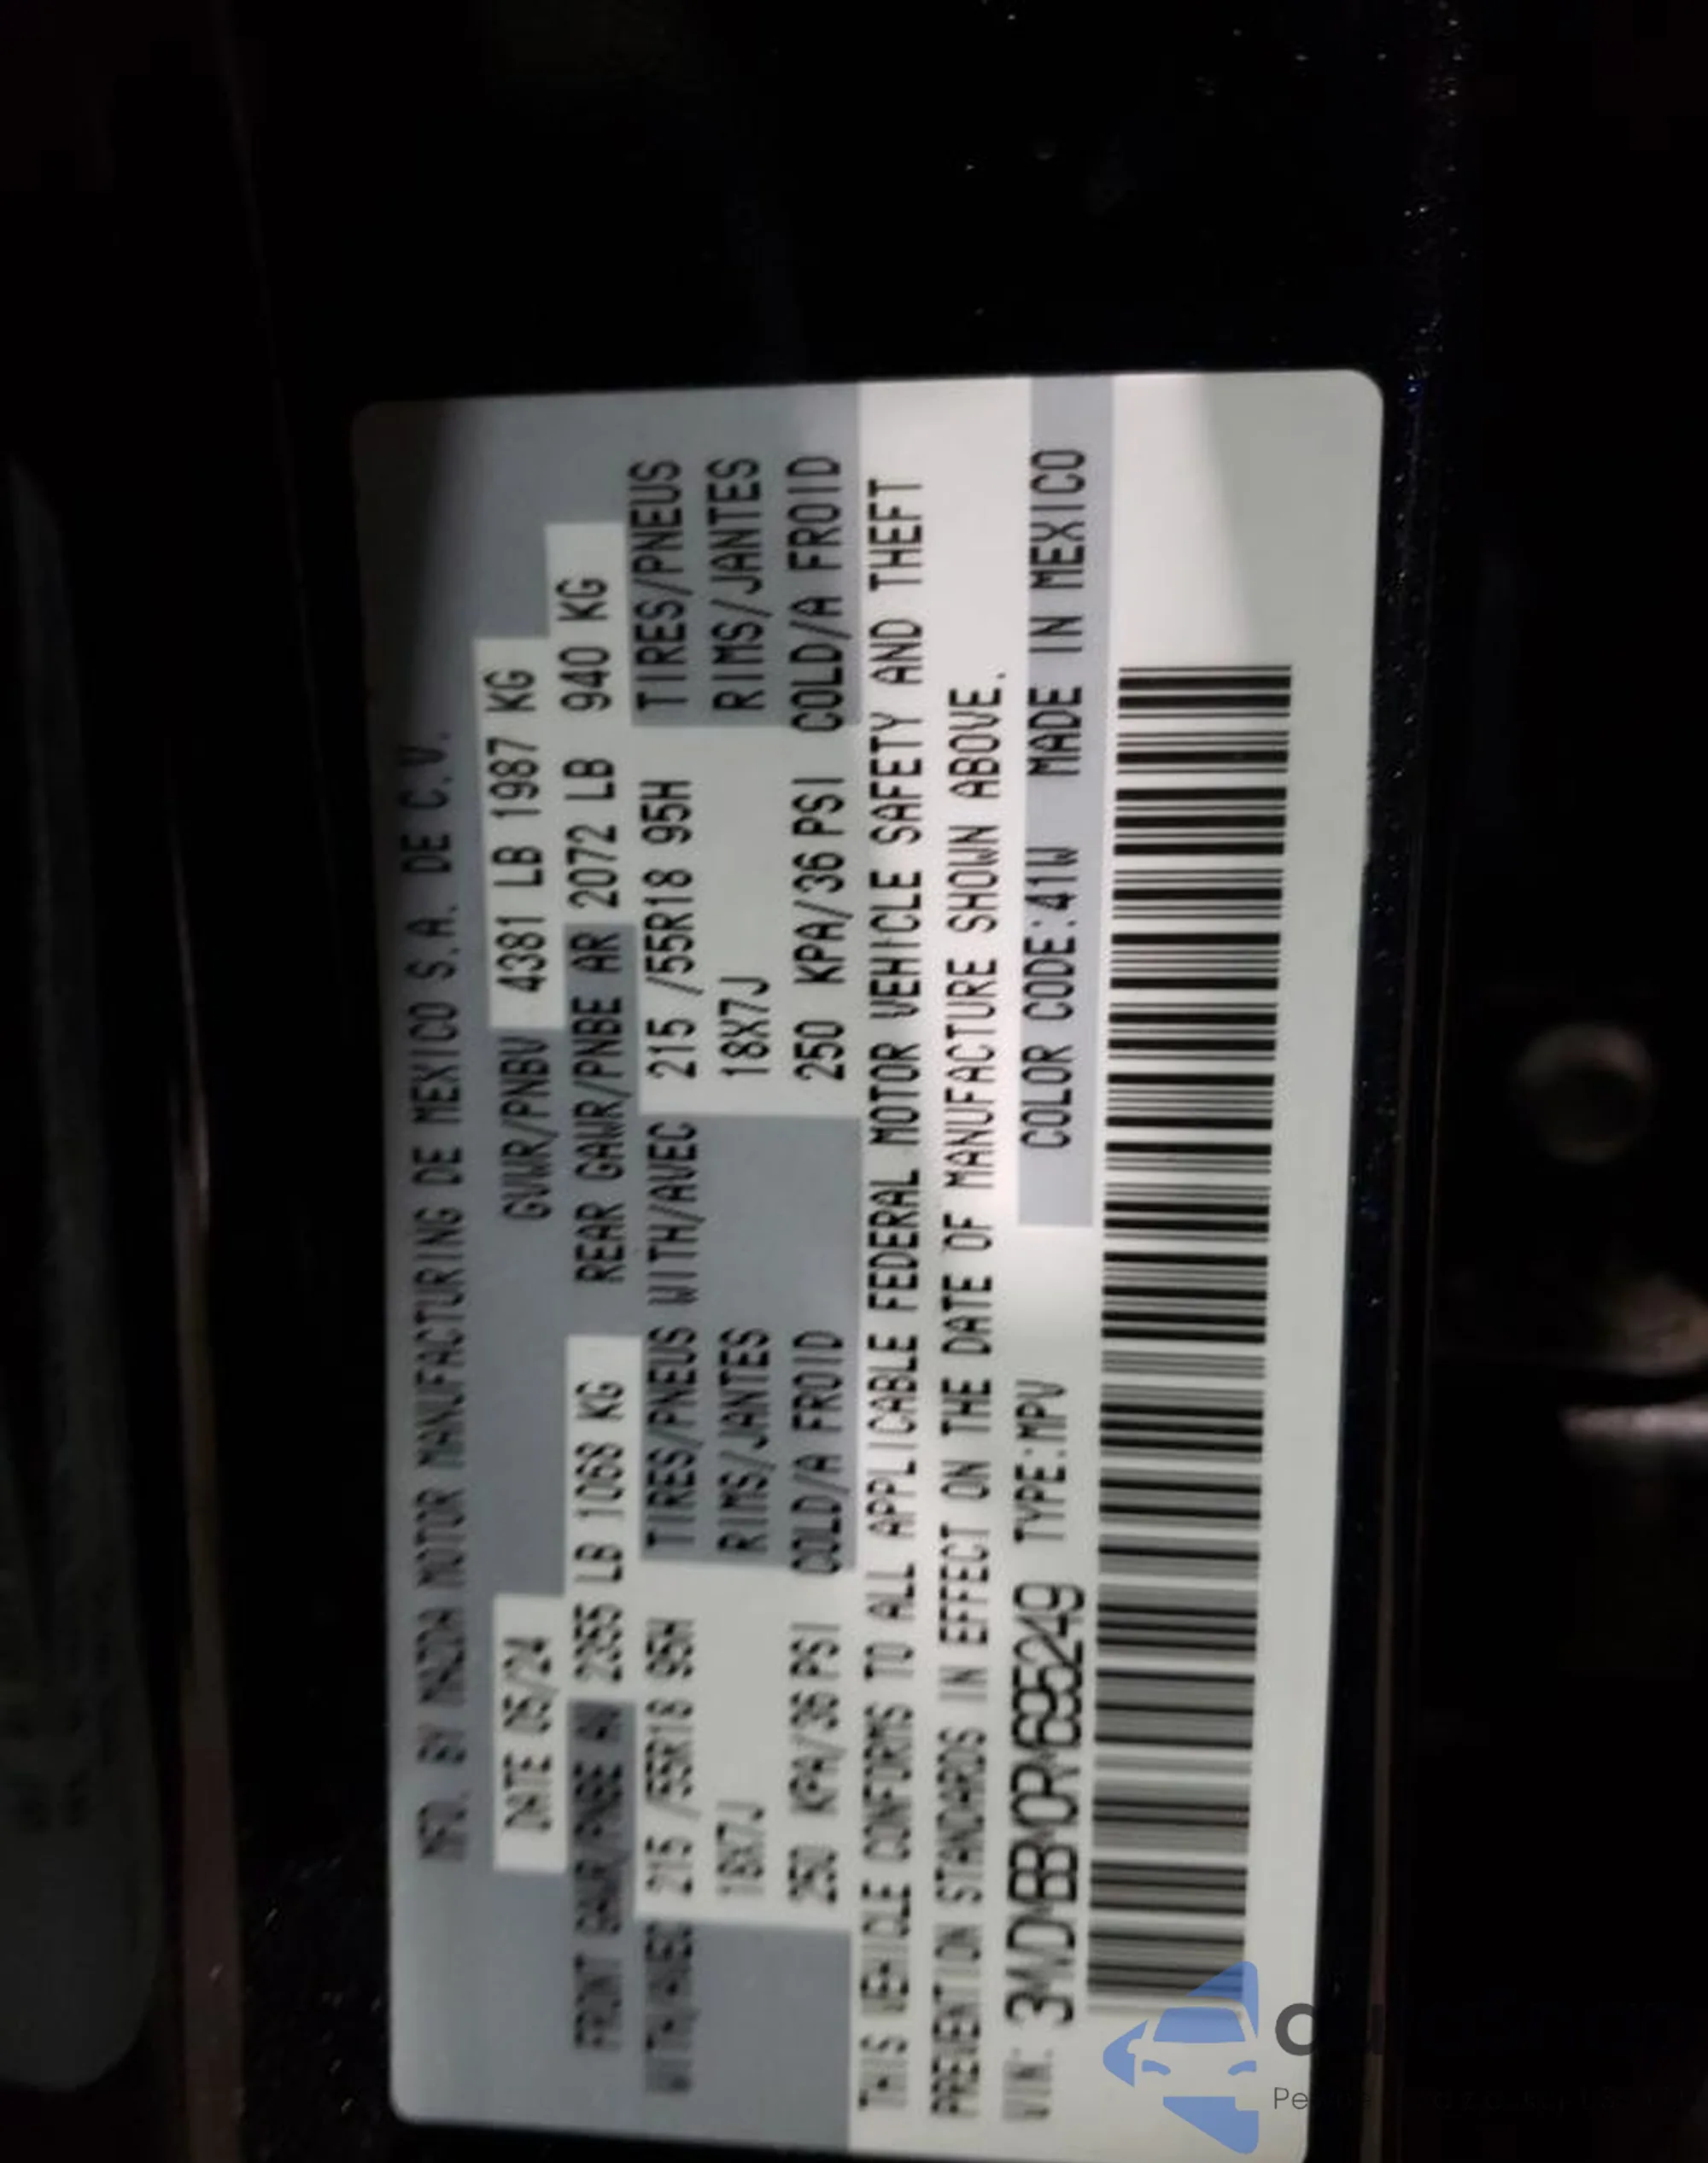 MFD. BY MAZDA MOTOR MANUFACTURING DE MEXICO S.A. DE C.V.
DATE 05/24 GVWR/PNBV 4381 LB 1987 KG
FRONT GAWR/PNBE AV 2355 LB 1068 KG REAR GAWR/PNBE AR 2072 LB 940 KG
WITH/AVEC 215 /55R18 95H TIRES/PNEUS WITH/AVEC 215 /55R18 95H TIRES/PNEUS
18X7J RIMS/JANTES 18X7J RIMS/JANTES
250 KPA/36 PSI COLD/A FROID 250 KPA/36 PSI COLD/A FROID
THIS VEHICLE CONFORMS TO ALL APPLICABLE FEDERAL MOTOR VEHICLE SAFETY AND THEFT
PREVENTION STANDARDS IN EFFECT ON THE DATE OF MANUFACTURE SHOWN ABOVE.
VIN: 3MVDMBBM0RM695249 TYPE:MPV COLOR CODE:41W MADE IN MEXICO